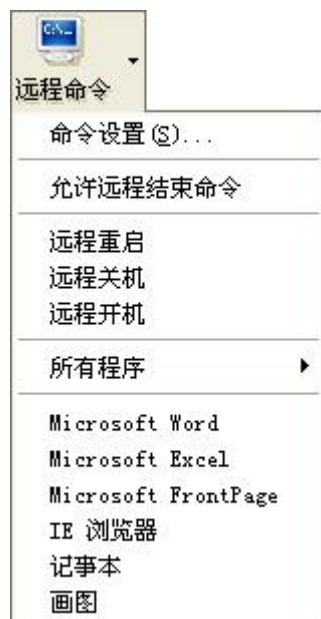 C:\_
远程命令
命令设置(S)...
允许远程结束命令
远程重启
远程关机
远程开机
所有程序
Microsoft Word
Microsoft Excel
Microsoft FrontPage
IE 浏览器
记事本
画图